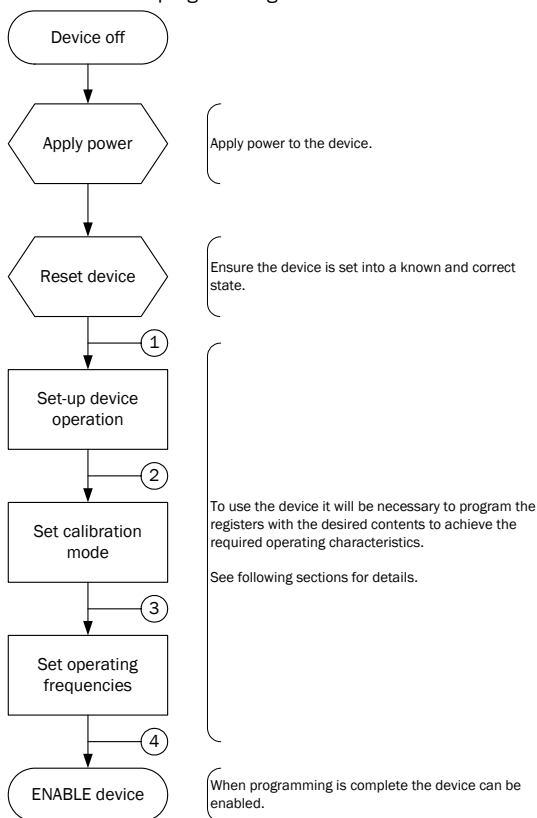 Device off
Apply power
Apply power to the device.
Reset device
Ensure the device is set into a known and correct
state.
1
Set-up device
operation
2
Set calibration
mode
To use the device it will be necessary to program the
registers with the desired contents to achieve the
required operating characteristics.
See following sections for details.
3
Set operating
frequencies
4
ENABLE device
When programming is complete the device can be
enabled.